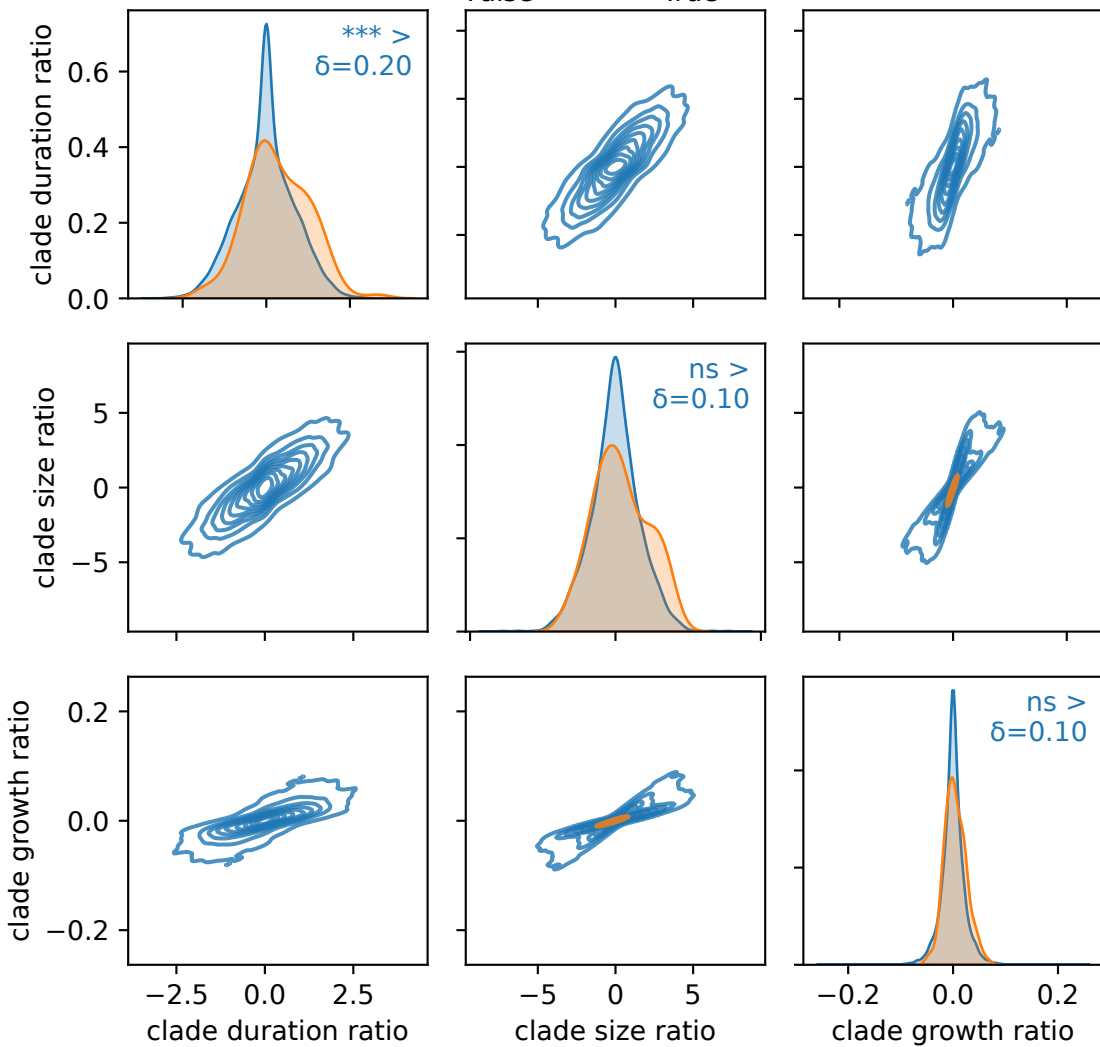 *** >
δ=0.20
clade duration ratio
0.6
0.4
0.2
0.0
ns >
δ=0.10
clade size ratio
5
0
−5
ns >
δ=0.10
clade growth ratio
0.2
0.0
−0.2
−2.5 0.0 2.5
−5 0 5
−0.2 0.0 0.2
clade duration ratio
clade size ratio
clade growth ratio